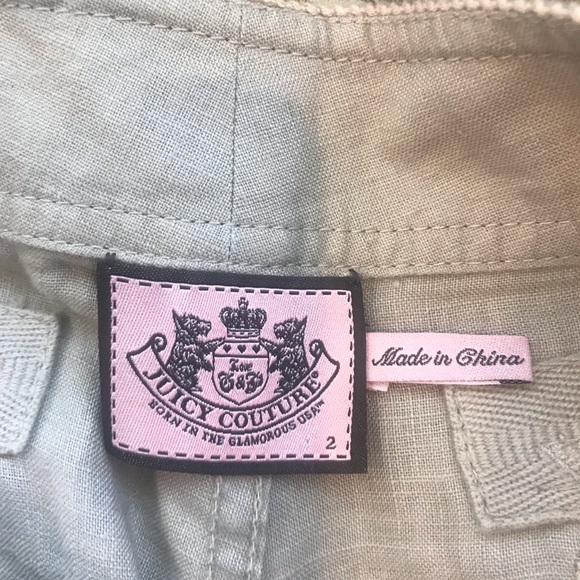 Love
G & P
JUICY COUTURE®
BORN IN THE GLAMOROUS USA!
2
Made in China